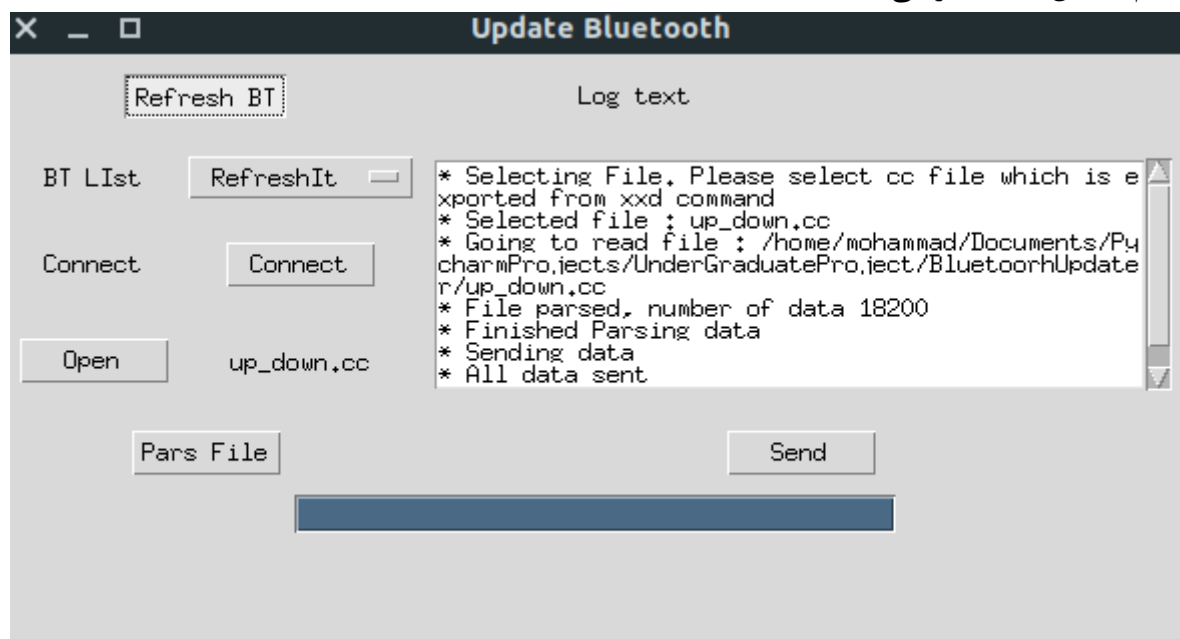 Update Bluetooth
Refresh BT
Log text
BT LIst
RefreshIt
* Selecting File. Please select cc file which is e
xported from xxd command
* Selected file : up_down.cc
* Going to read file : /home/mohammad/Documents/Py
charmProjects/UnderGraduateProject/BluetoorhUpdate
r/up_down.cc
* File parsed, number of data 18200
* Finished Parsing data
* Sending data
* All data sent
Connect
Connect
Open
up_down.cc
Pars File
Send